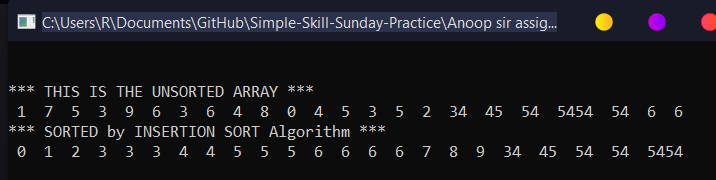 C:\Users\R\Documents\GitHub\Simple-Skill-Sunday-Practice\Anoop sir assig...
*** THIS IS THE UNSORTED ARRAY ***
1 7 5 3 9 6 3 6 4 8 0 4 5 3 5 2 34 45 54 5454 54 6 6
*** SORTED by INSERTION SORT Algorithm ***
0 1 2 3 3 3 4 4 5 5 5 6 6 6 6 7 8 9 34 45 54 54 5454